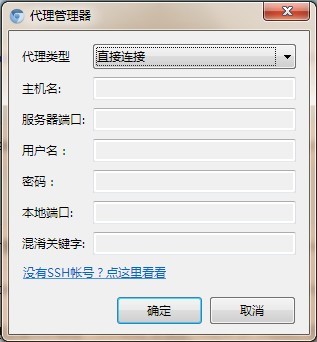 代理管理器
代理类型
直接连接
主机名:
服务器端口:
用户名：
密码：
本地端口:
混淆关键字:
没有SSH帐号？点这里看看
确定
取消